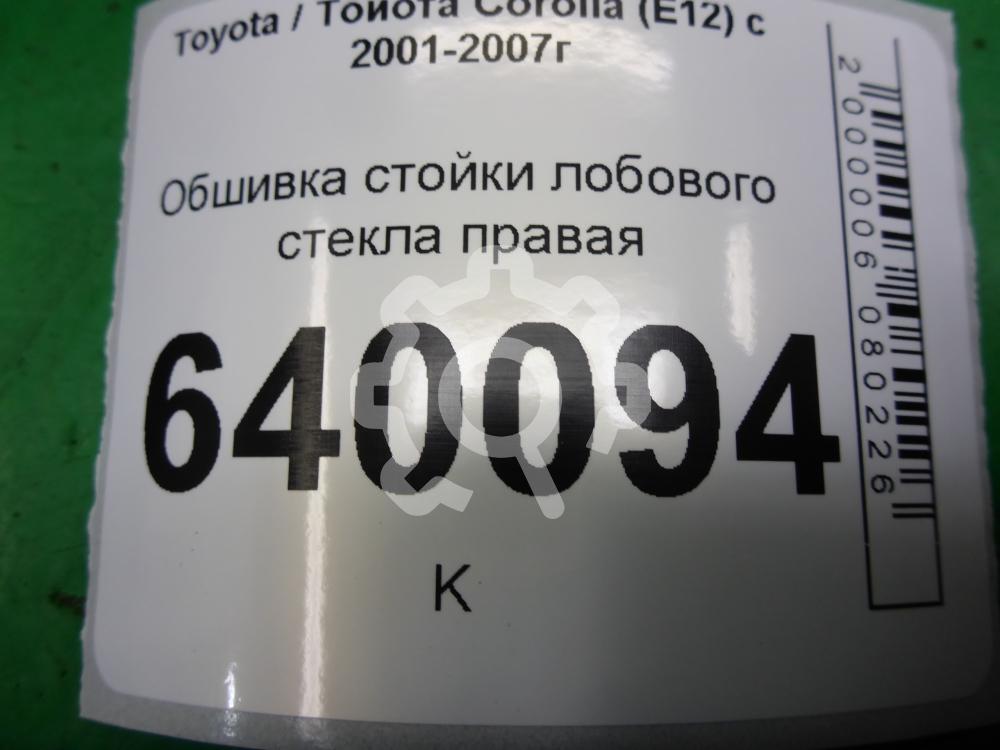 Toyota / Тойота Corolla (E12) с
2001-2007г
Обшивка стойки лобового
стекла правая
640094
К
2000006080226